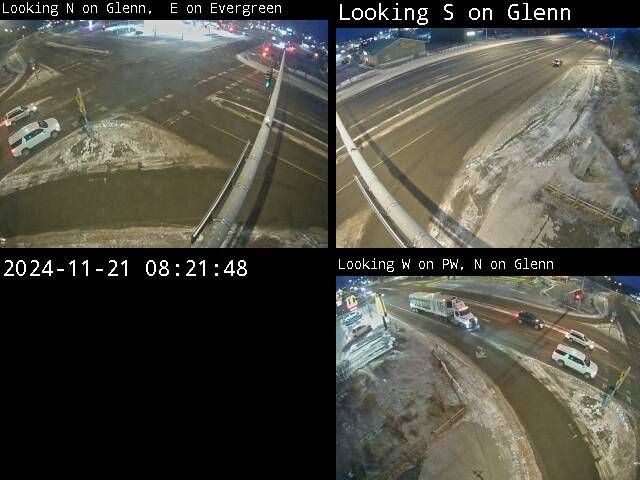 Looking N on Glenn,  E on Evergreen
Looking S on Glenn
2024-11-21 08:21:48
Looking W on PW, N on Glenn